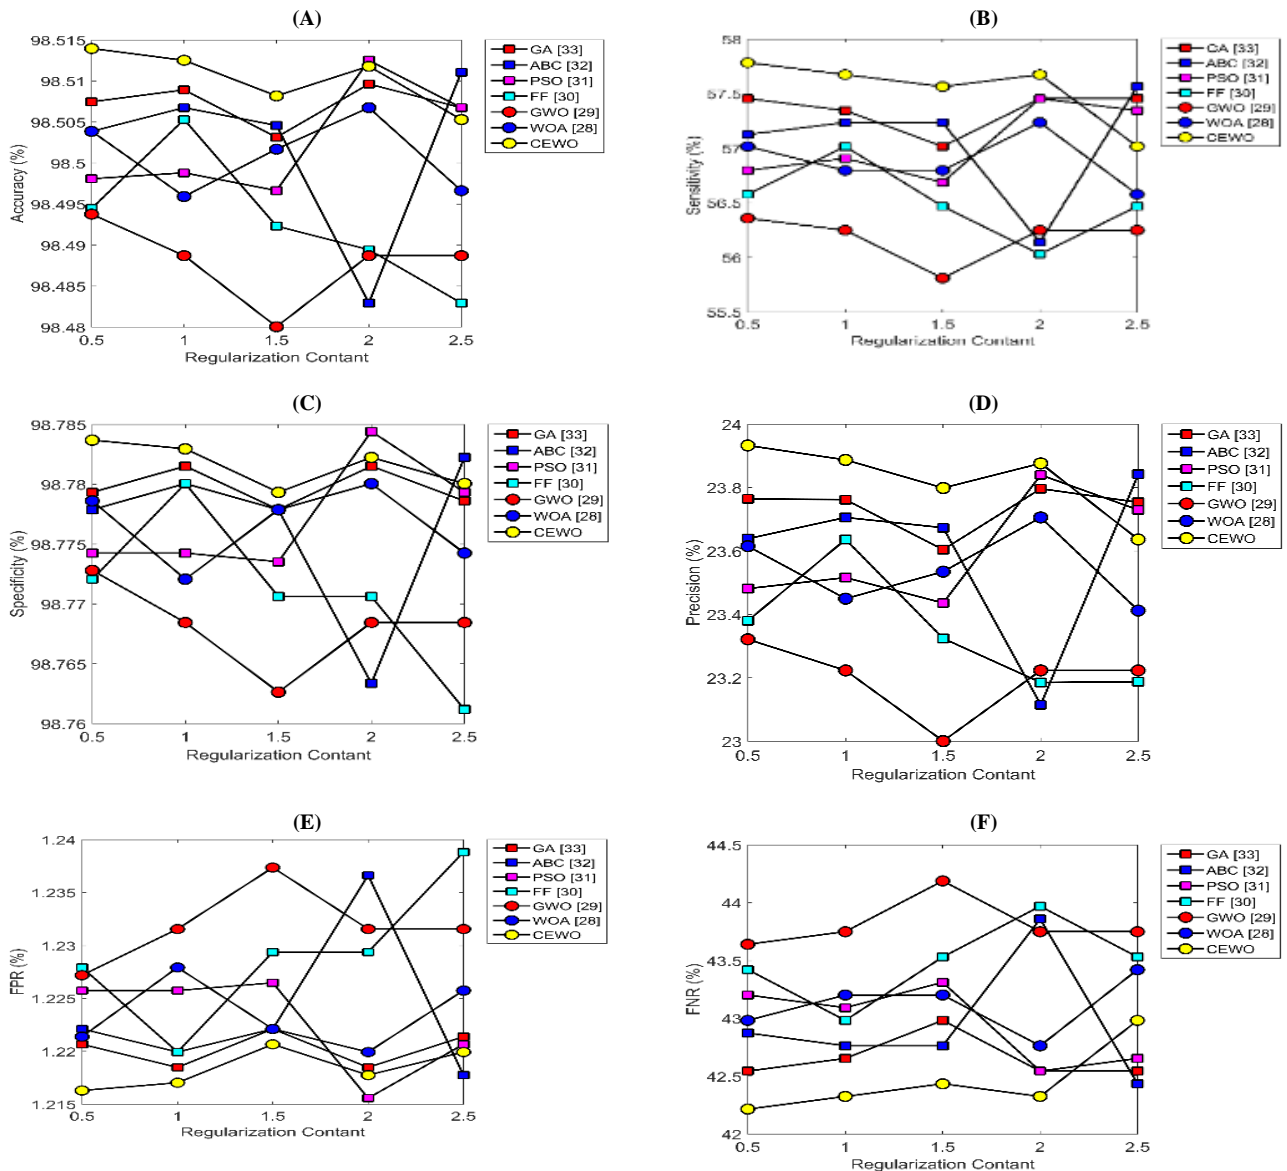 (A)
98.515
98.51
98.505
98.5
98.495
98.49
98.485
98.48
Accuracy (%)
0.5 1 1.5 2 2.5
Regularization Contant
GA [33]
ABC [32]
PSO [31]
FF [30]
GWO [29]
WOA [28]
CEWO
(B)
58
57.5
57
56.5
56
55.5
Sensitivity (%)
0.5 1 1.5 2 2.5
Regularization Contant
GA [33]
ABC [32]
PSO [31]
FF [30]
GWO [29]
WOA [28]
CEWO
(C)
98.785
98.78
98.775
98.77
98.765
98.76
Specificity (%)
0.5 1 1.5 2 2.5
Regularization Contant
GA [33]
ABC [32]
PSO [31]
FF [30]
GWO [29]
WOA [28]
CEWO
(D)
24
23.8
23.6
23.4
23.2
23
Precision (%)
0.5 1 1.5 2 2.5
Regularization Contant
GA [33]
ABC [32]
PSO [31]
FF [30]
GWO [29]
WOA [28]
CEWO
(E)
1.24
1.235
1.23
1.225
1.22
1.215
FPR (%)
0.5 1 1.5 2 2.5
Regularization Contant
GA [33]
ABC [32]
PSO [31]
FF [30]
GWO [29]
WOA [28]
CEWO
(F)
44.5
44
43.5
43
42.5
42
FNR (%)
0.5 1 1.5 2 2.5
Regularization Contant
GA [33]
ABC [32]
PSO [31]
FF [30]
GWO [29]
WOA [28]
CEWO